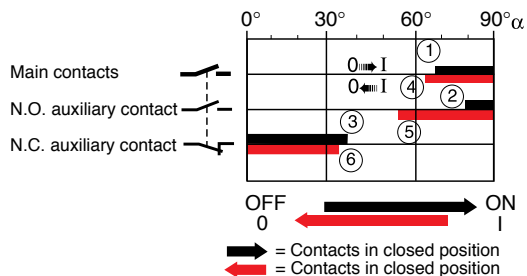 0° 30° 60° 90° α
①
Main contacts
0 I
0 I ④
②
N.O. auxiliary contact
③ ⑤
N.C. auxiliary contact
⑥
OFF ON
0 I
= Contacts in closed position
= Contacts in closed position